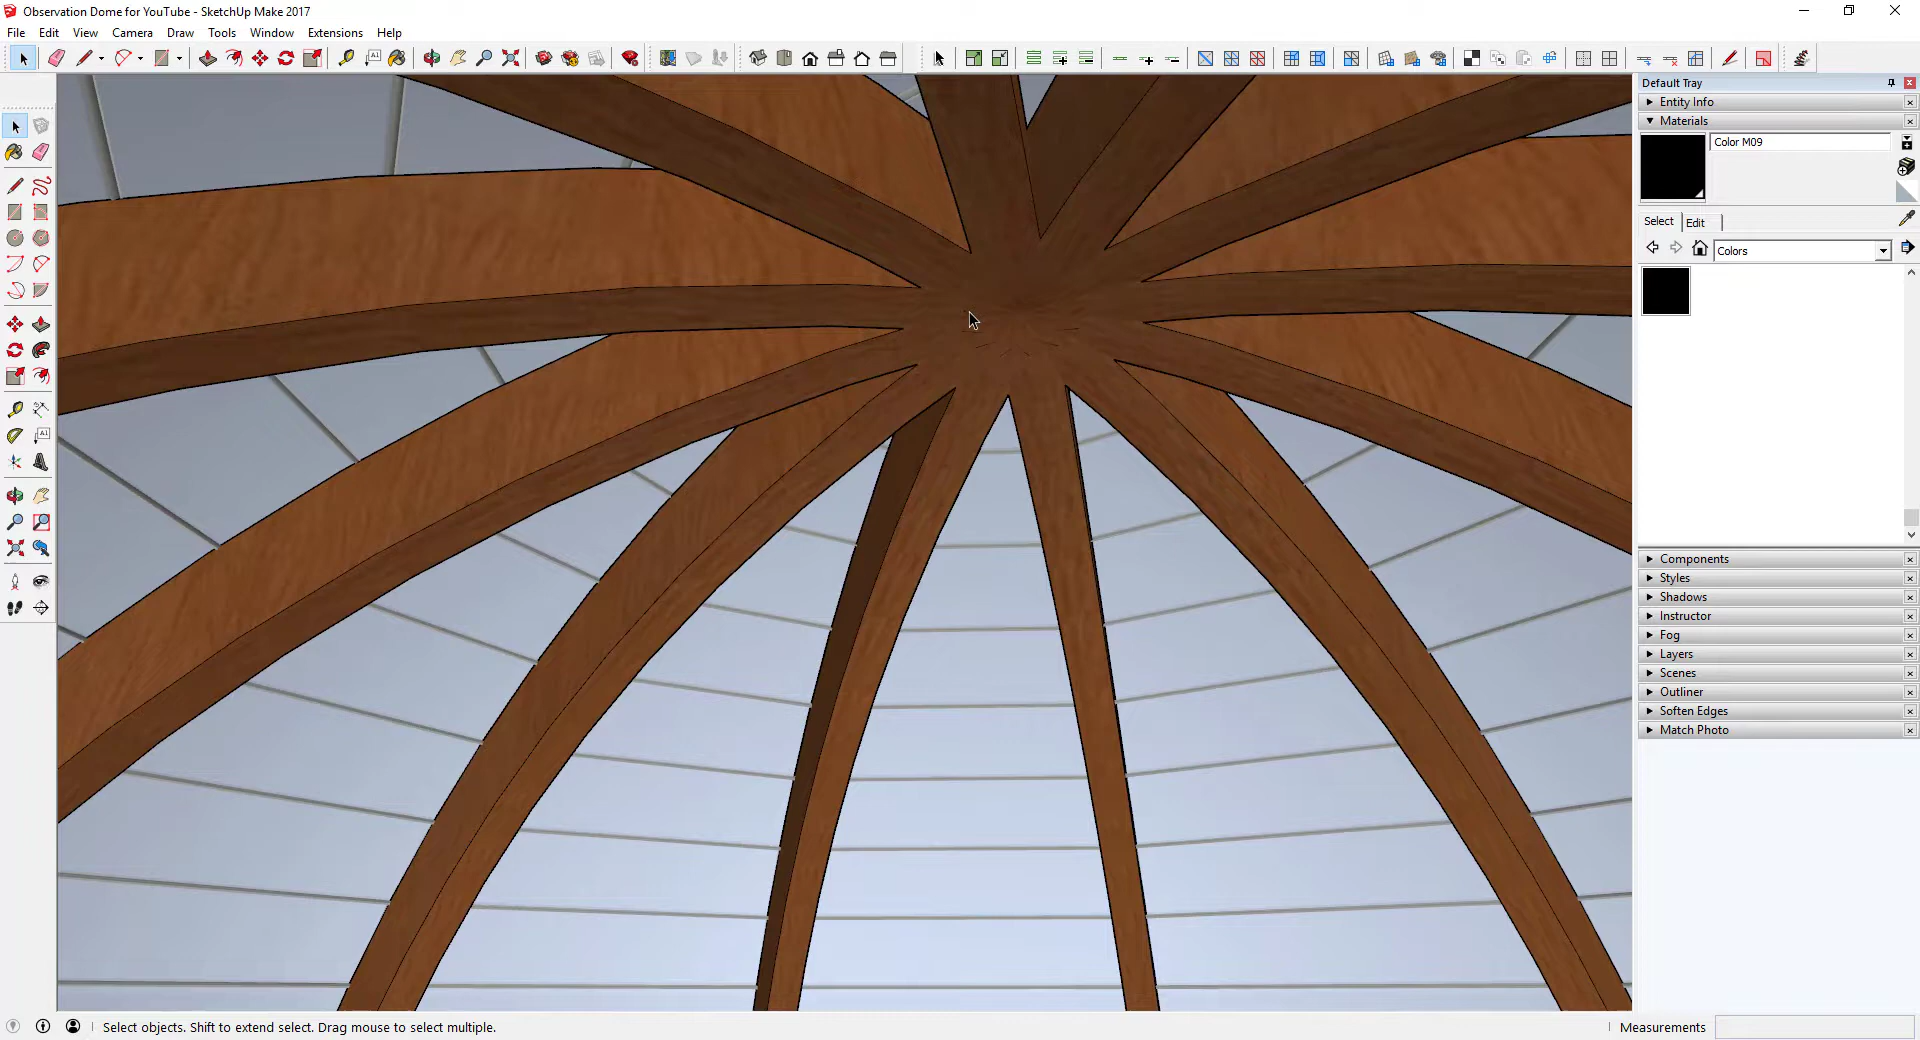 Observation Dome for YouTube - SketchUp Make 2017
File Edit View Camera Draw Tools Window Extensions Help
Default Tray
Entity Info
Materials
Color M09
Select Edit
Colors
Components
Styles
Shadows
Instructor
Fog
Layers
Scenes
Outliner
Soften Edges
Match Photo
Select objects. Shift to extend select. Drag mouse to select multiple.
Measurements